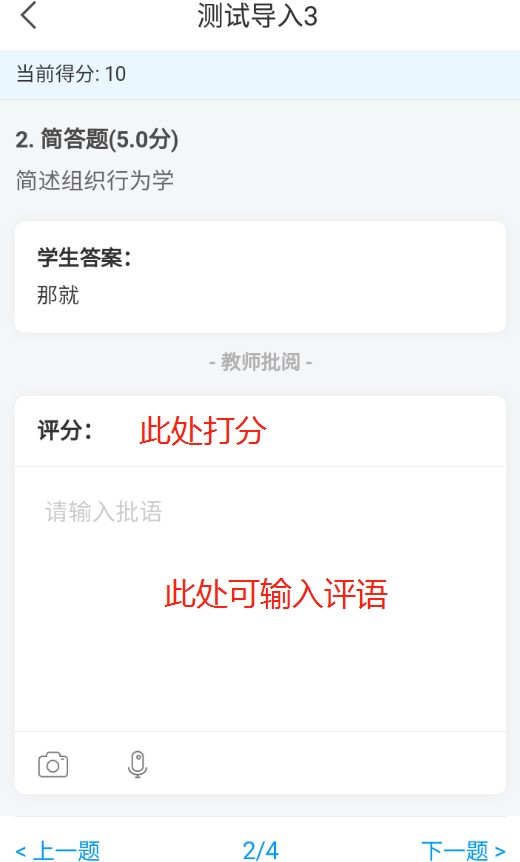 测试导入3
当前得分: 10
2. 简答题(5.0分)
简述组织行为学
学生答案：
那就
- 教师批阅 -
评分： 此处打分
请输入批语
此处可输入评语
< 上一题 2/4 下一题 >